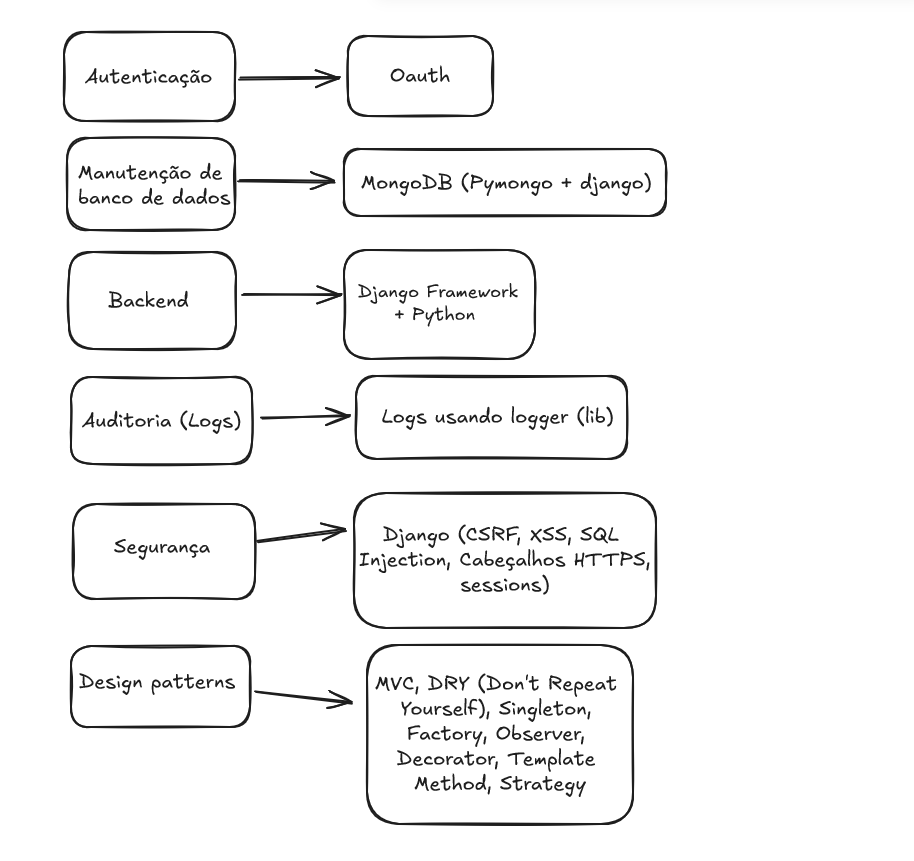 Autenticação
Oauth
Manutenção de
banco de dados
MongoDB (Pymongo + django)
Backend
Django Framework
+ Python
Auditoria (Logs)
Logs usando logger (lib)
Segurança
Django (CSRF, XSS, SQL
Injection, Cabeçalhos HTTPS,
sessions)
Design patterns
MVC, DRY (Don't Repeat
Yourself), Singleton,
Factory, Observer,
Decorator, Template
Method, Strategy